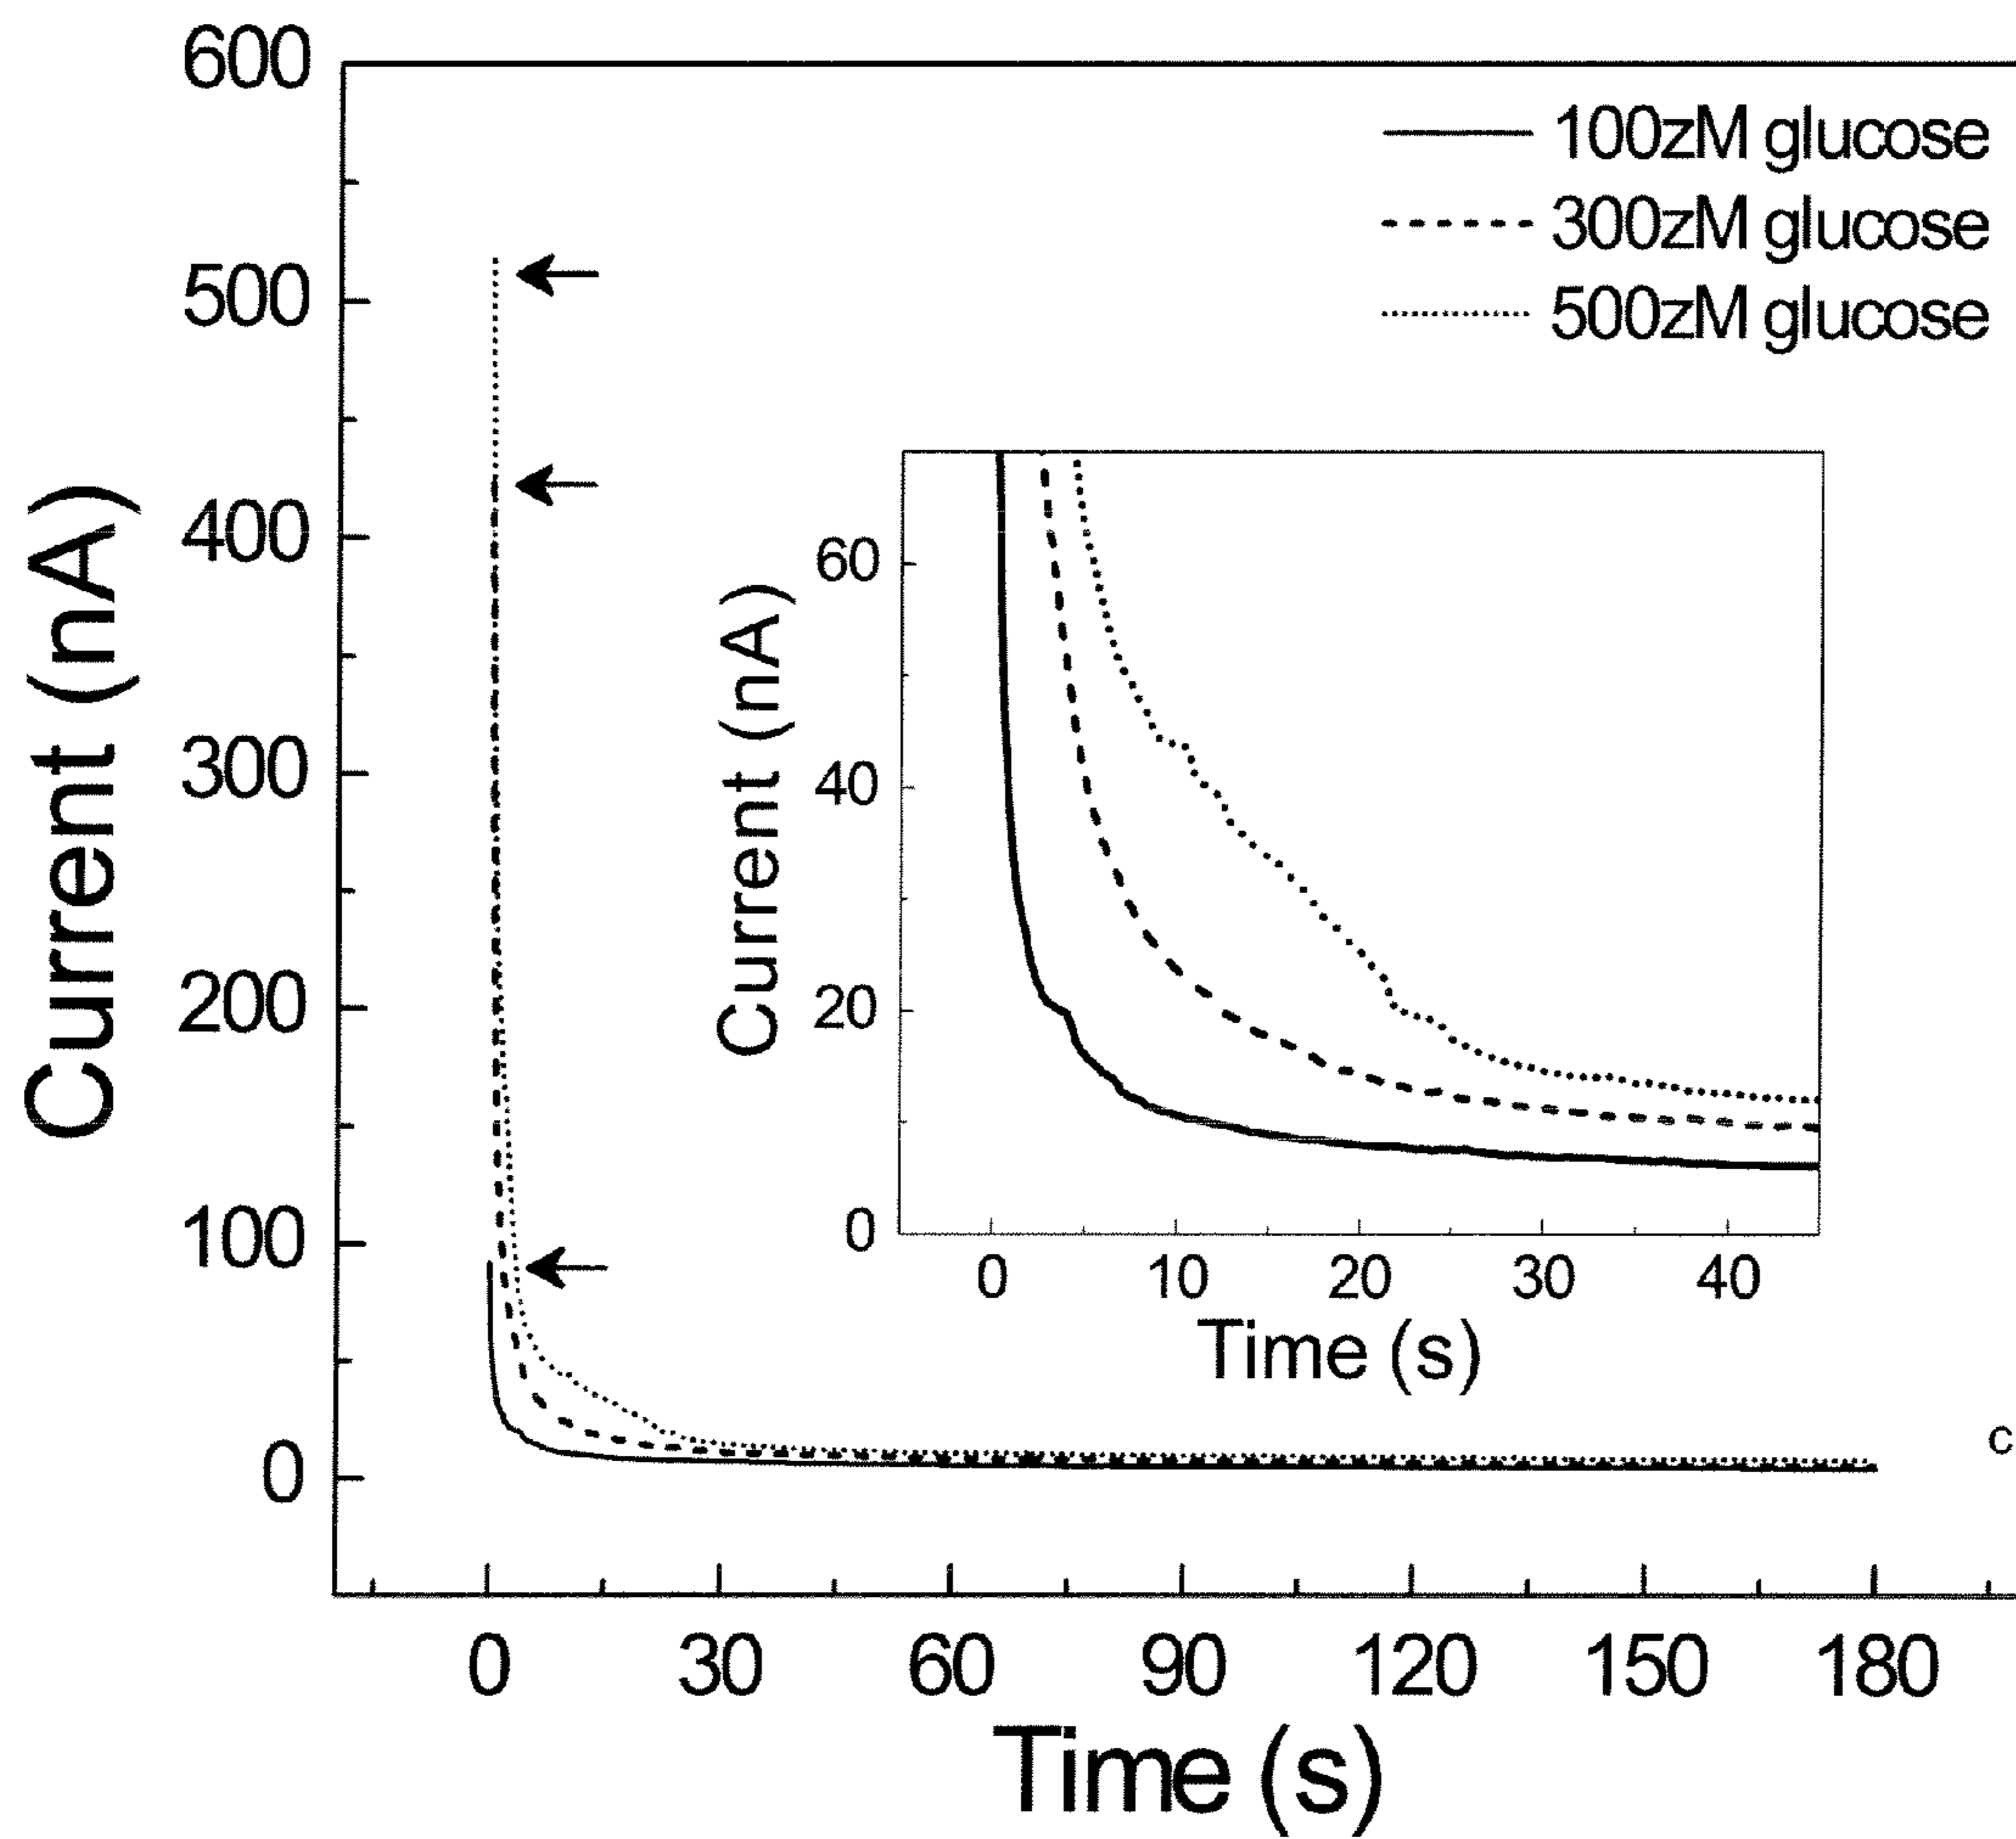 600
500
400
300
200
100
0
Current (nA)
100zM glucose
300zM glucose
500zM glucose
60
40
20
0
Current (nA)
0 10 20 30 40
Time (s)
c
0 30 60 90 120 150 180
Time (s)